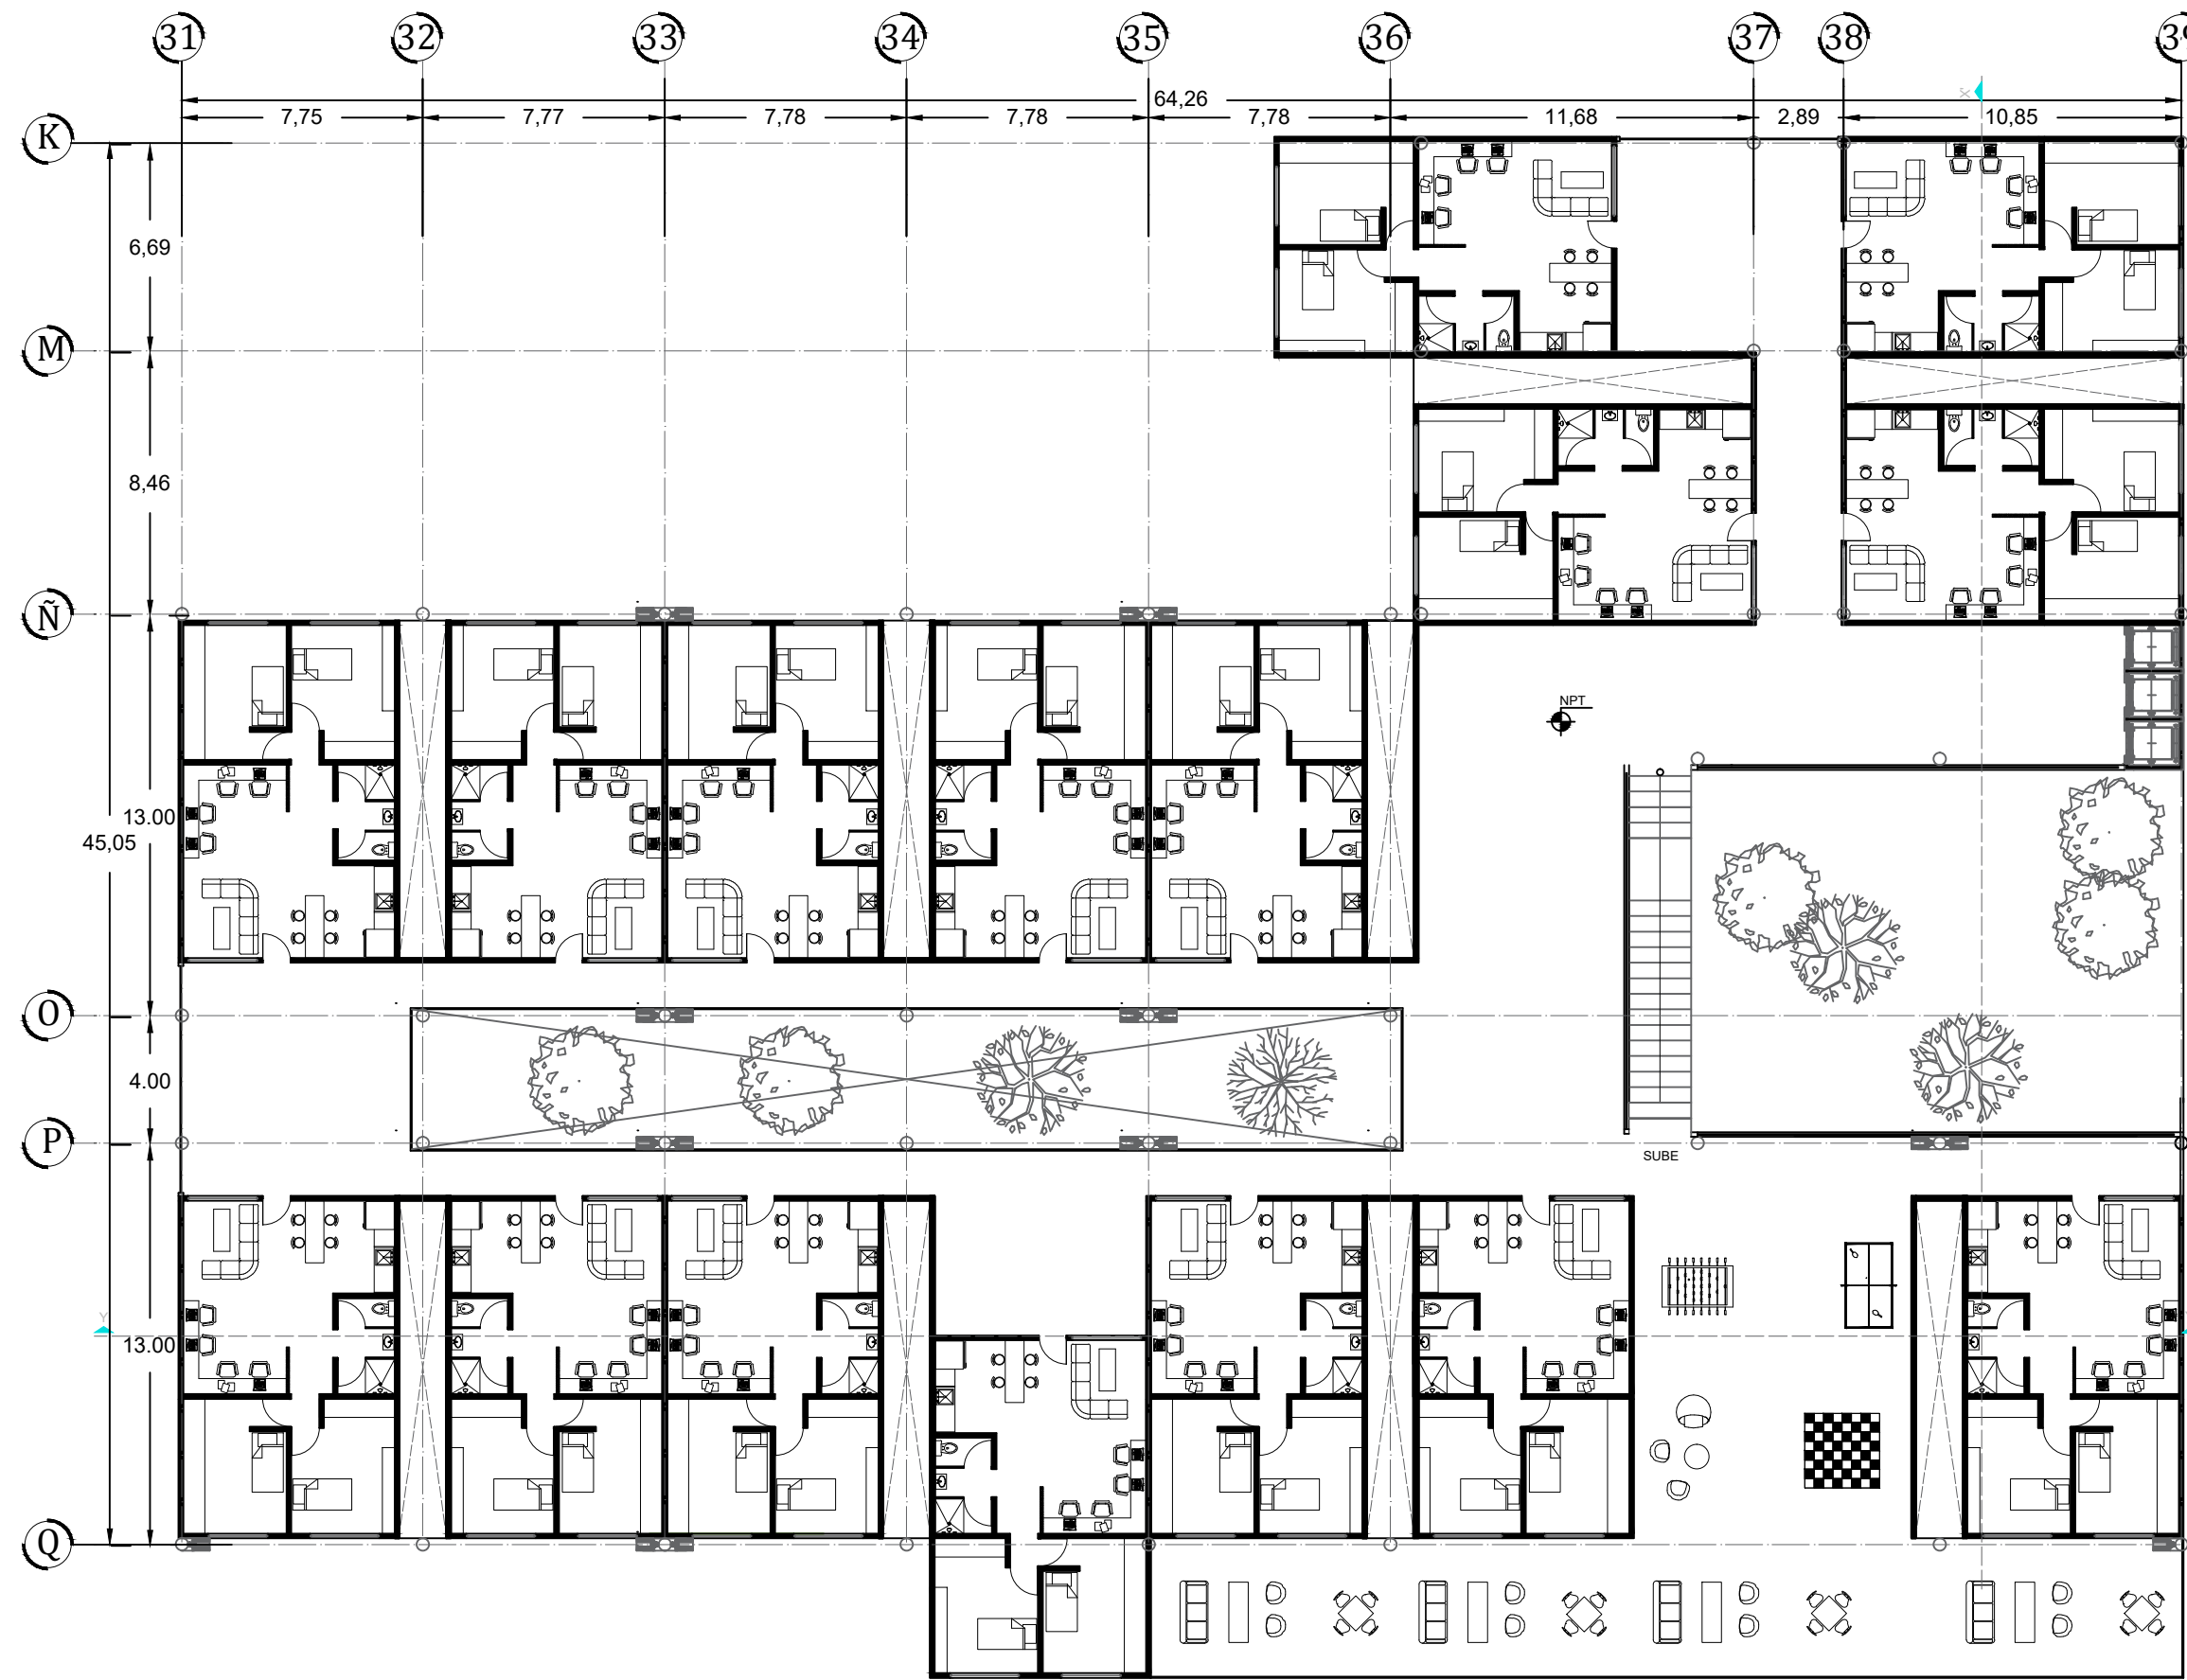 31 32 33 34 35 36 37 38 39
64,26
7,75 7,77 7,78 7,78 7,78 11,68 2,89 10,85
X
K
6,69
M
8,46
Ñ
NPT
13.00
45,05
O
4.00
P
SUBE
Y
13.00
Q